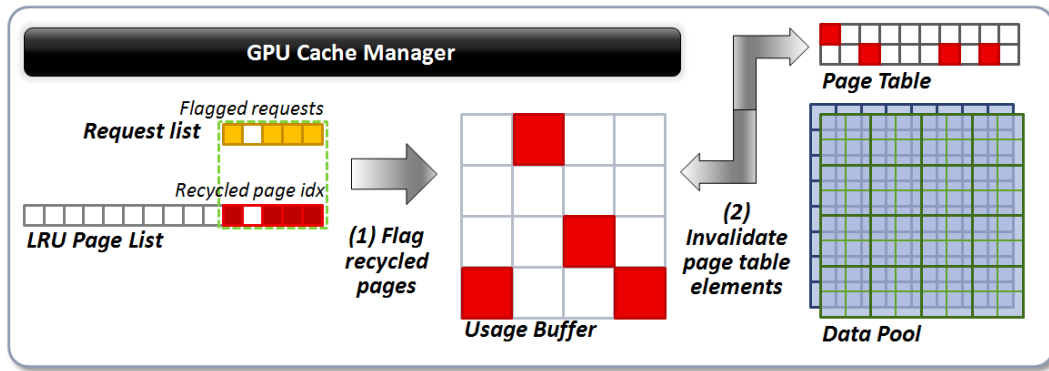 GPU Cache Manager
Flagged requests
Request list
Recycled page idx
LRU Page List
(1) Flag
recycled
pages
Usage Buffer
(2)
Invalidate
page table
elements
Page Table
Data Pool